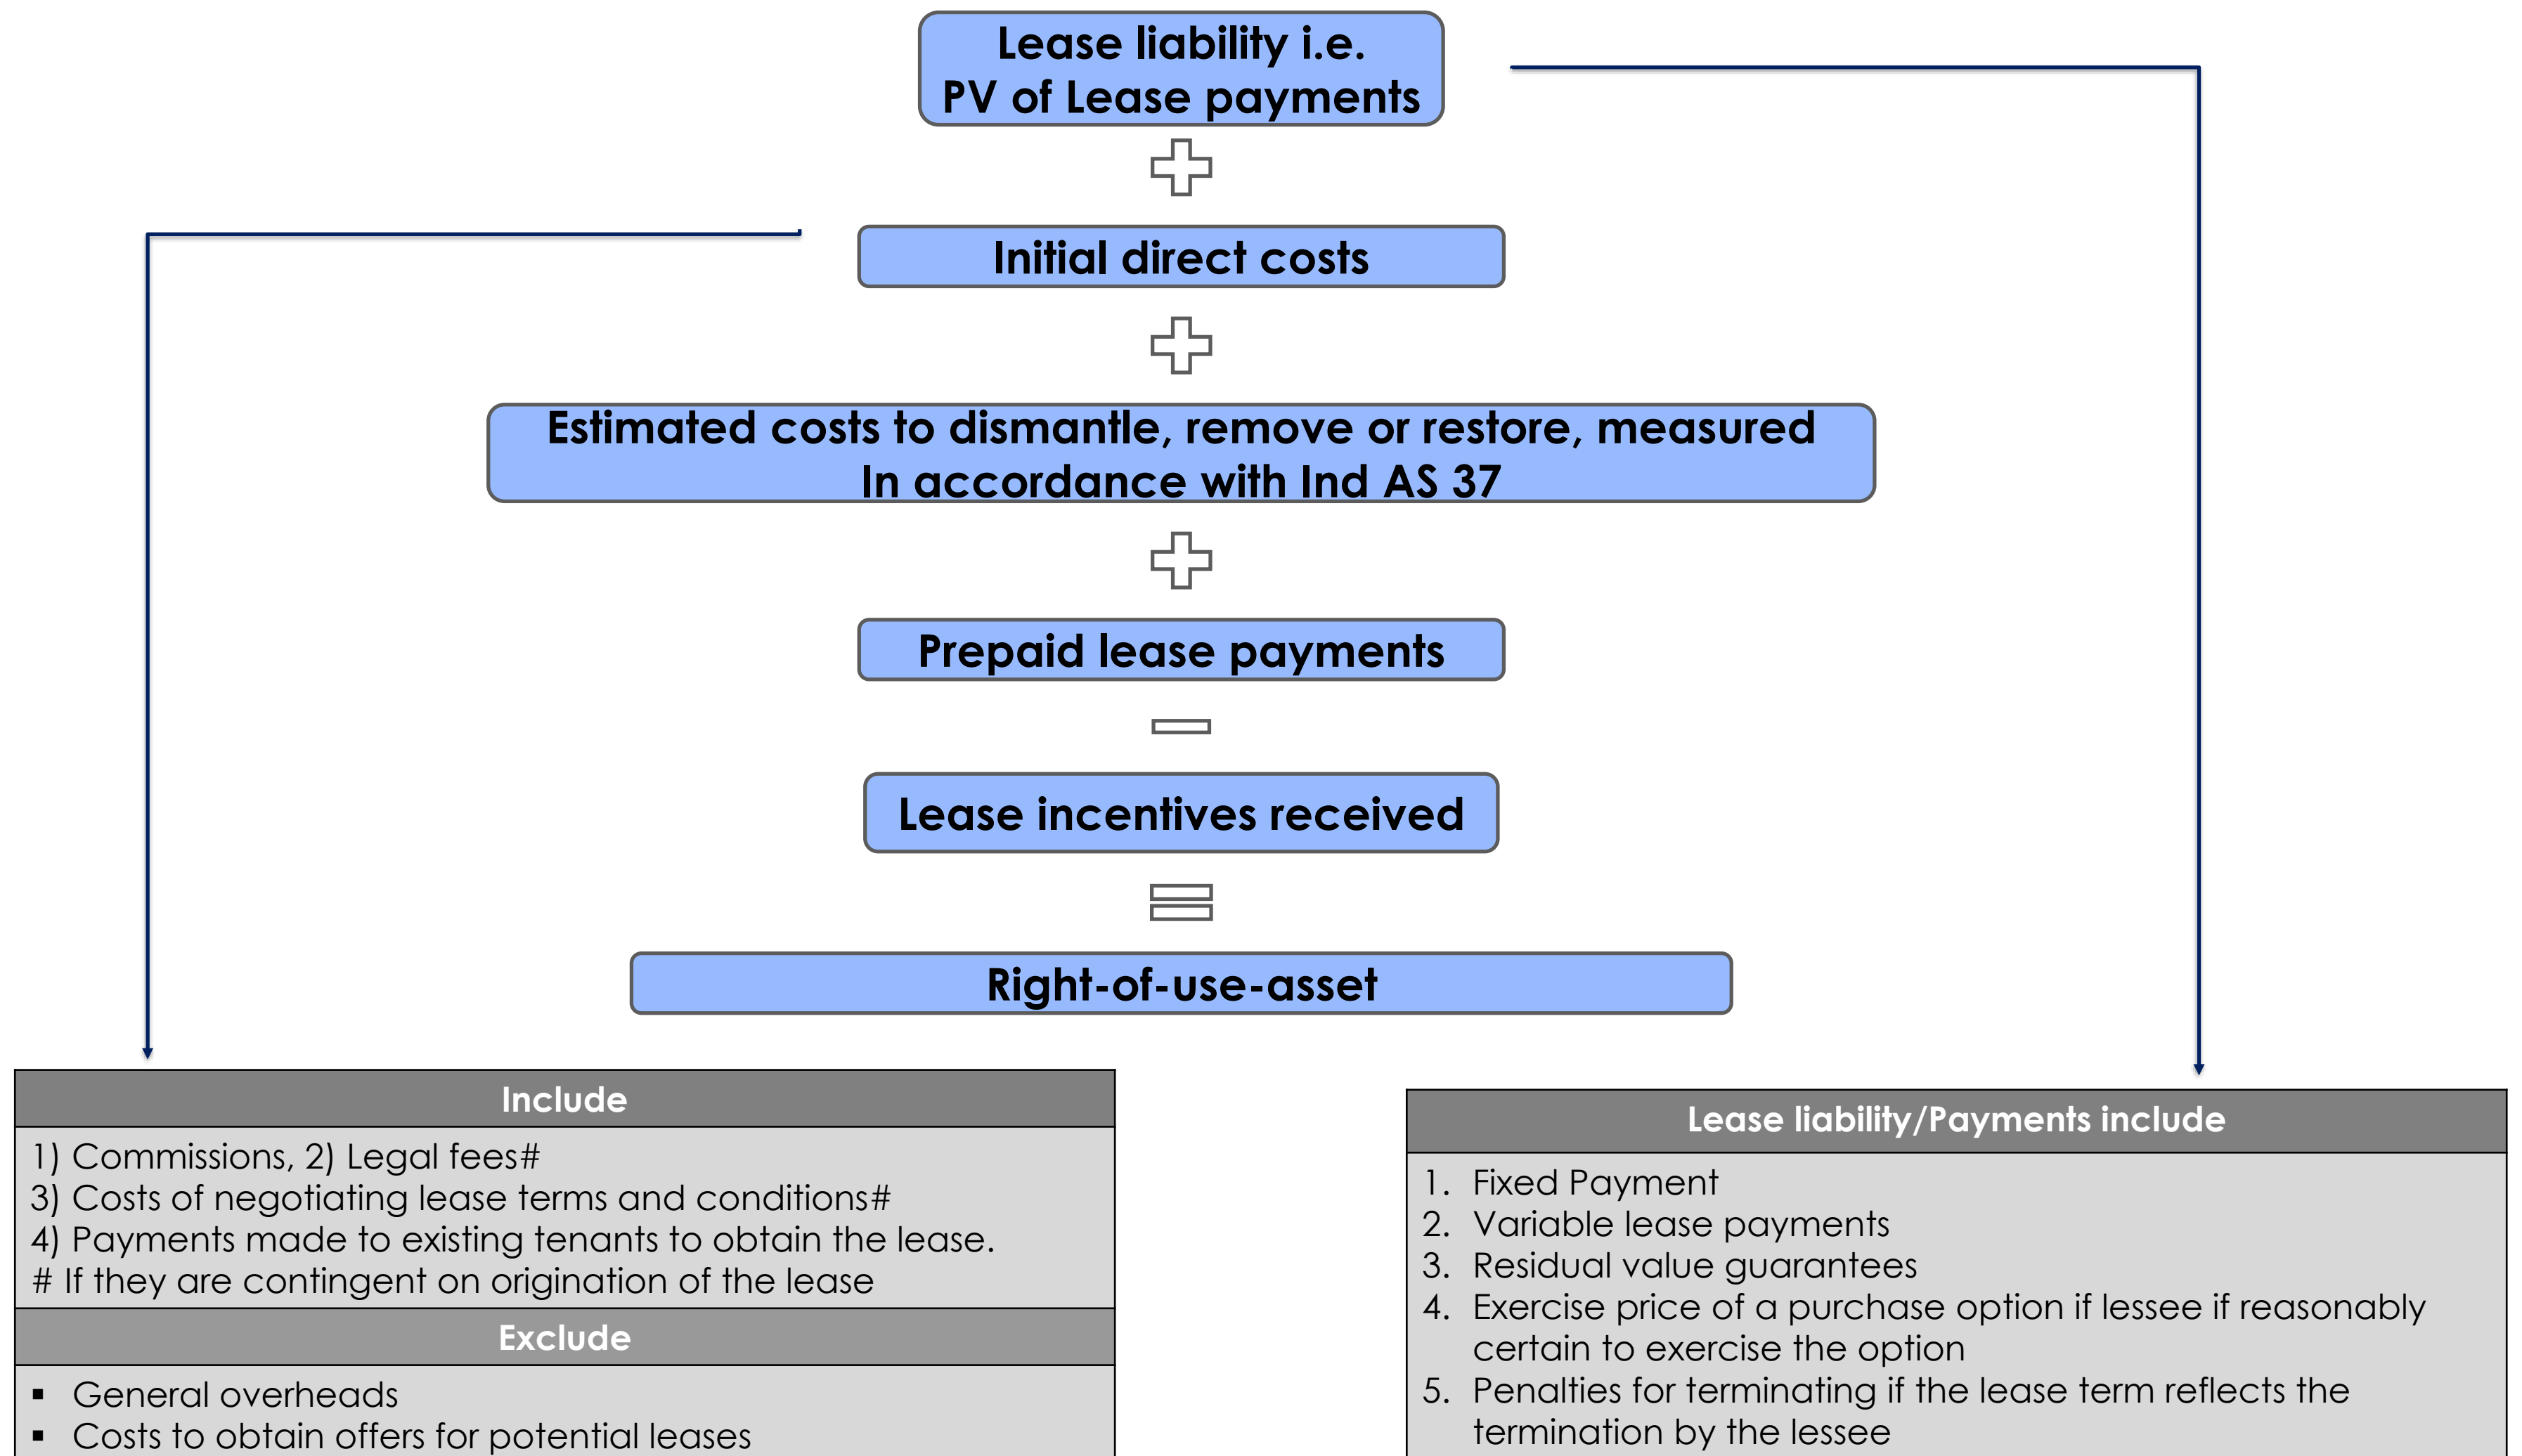 Lease liability i.e.
PV of Lease payments
Initial direct costs
Estimated costs to dismantle, remove or restore, measured
In accordance with Ind AS 37
Prepaid lease payments
Lease incentives received
Right-of-use-asset
Include
1) Commissions, 2) Legal fees#
3) Costs of negotiating lease terms and conditions#
4) Payments made to existing tenants to obtain the lease.
# If they are contingent on origination of the lease
Exclude
▪ General overheads
▪ Costs to obtain offers for potential leases
Lease liability/Payments include
1. Fixed Payment
2. Variable lease payments
3. Residual value guarantees
4. Exercise price of a purchase option if lessee if reasonably
certain to exercise the option
5. Penalties for terminating if the lease term reflects the
termination by the lessee